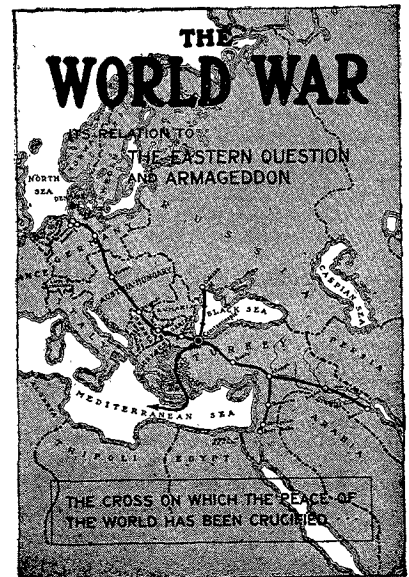 THE
WORLD WAR
ITS RELATION TO
THE EASTERN QUESTION
AND ARMAGEDDON
NORTH
SEA
RUSSIA
GERMANY
AUSTRIA-HUNGARY
CASPIAN SEA
BLACK SEA
TURKEY
PERSIA
MEDITERRANEAN SEA
ARABIA
TRIPOLI
EGYPT
THE CROSS ON WHICH THE PEACE OF
THE WORLD HAS BEEN CRUCIFIED